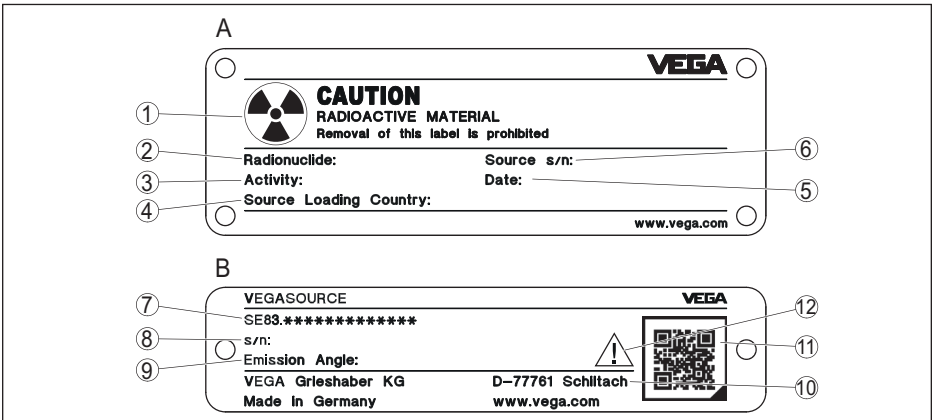 A
VEGA
CAUTION
RADIOACTIVE MATERIAL
Removal of this label is prohibited
1
2
Radionuclide:
Source s/n:
6
3
Activity:
Date:
5
4
Source Loading Country:
www.vega.com
B
7
VEGASOURCE
VEGA
12
SE83.*************
8
s/n:
11
9
Emission Angle:
VEGA Grieshaber KG
D-77761 Schiltach
10
Made in Germany
www.vega.com